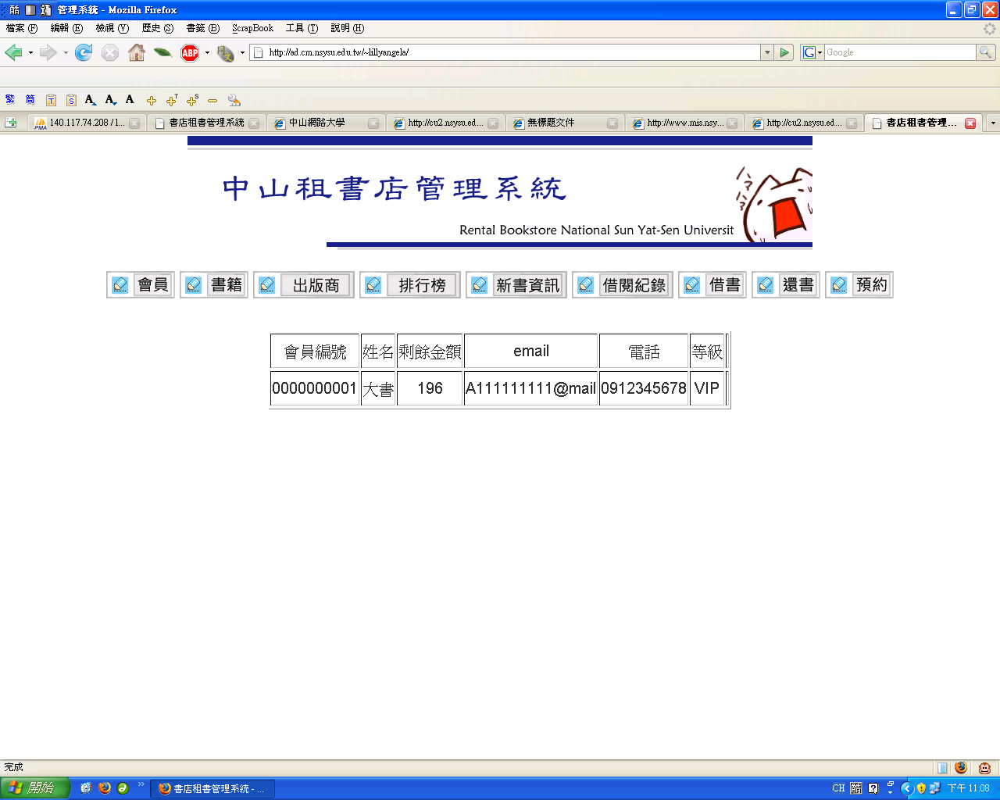 酷 管理系統 - Mozilla Firefox
檔案 (F) 編輯 (E) 檢視 (V) 歷史 (S) 書籤 (B) ScrapBook 工具 (T) 說明 (H)
ABP http://ad.cm.nsysu.edu.tw/~lillyangela/ G Google
繁 簡 T S A A A T S
PMA 140.117.74.208 / l... 書店租書管理系統 中山網路大學 http://cu2.nsysu.ed... 無標題文件 http://www.mis.nsy... http://cu2.nsysu.ed... 書店租書管理...
中山租書店管理系統
Rental Bookstore National Sun Yat-Sen Universit
會員 書籍 出版商 排行榜 新書資訊 借閱紀錄 借書 還書 預約
會員編號 姓名 剩餘金額 email 電話 等級
0000000001 大書 196 A111111111@mail 0912345678 VIP
完成
開始 書店租書管理系統 - ... CH 酷 下午 11:08